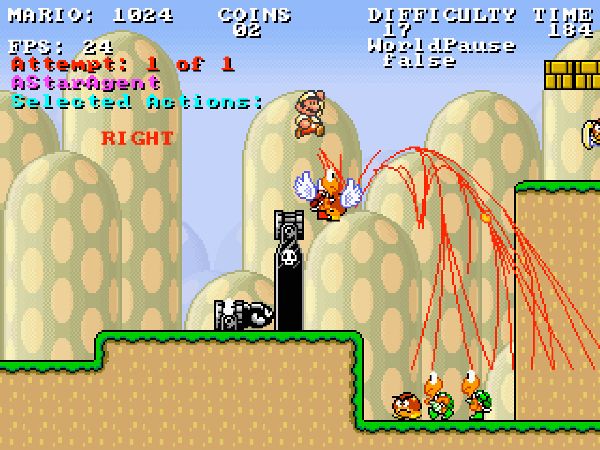 MARIO: 1024 COINS DIFFICULTY TIME
02 17 184
FPS: 24 WorldPause
false
Attempt: 1 of 1
AStarAgent
Selected Actions:
RIGHT